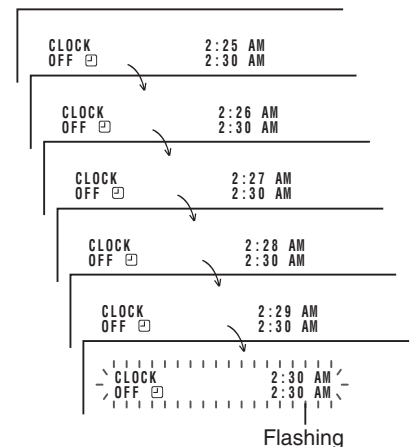 CLOCK 2:25 AM
OFF 2:30 AM
CLOCK 2:26 AM
OFF 2:30 AM
CLOCK 2:27 AM
OFF 2:30 AM
CLOCK 2:28 AM
OFF 2:30 AM
CLOCK 2:29 AM
OFF 2:30 AM
CLOCK 2:30 AM
OFF 2:30 AM
Flashing